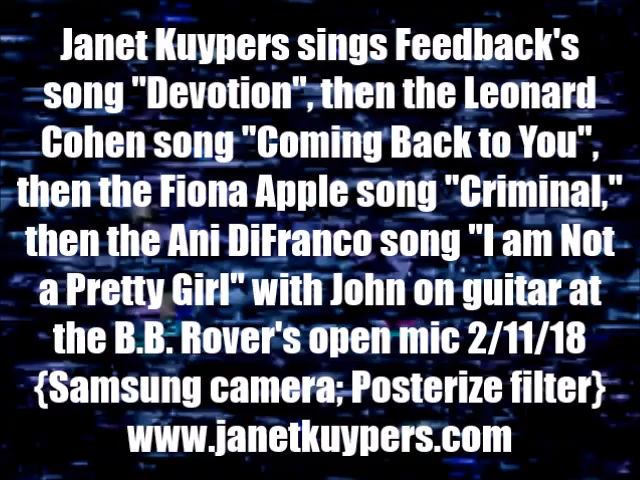 Janet Kuypers sings Feedback's
song "Devotion", then the Leonard
Cohen song "Coming Back to You",
then the Fiona Apple song "Criminal,"
then the Ani DiFranco song "I am Not
a Pretty Girl" with John on guitar at
the B.B. Rover's open mic 2/11/18
{Samsung camera; Posterize filter}
www.janetkuypers.com